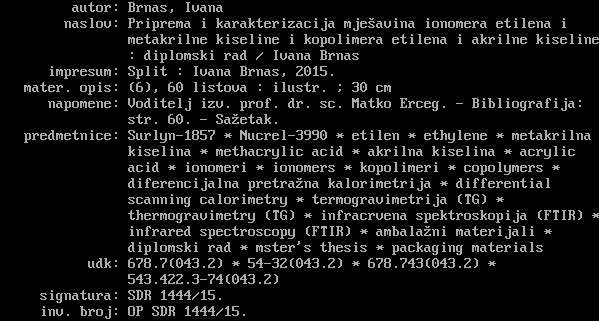 autor: Brnas, Ivana
naslov: Priprema i karakterizacija mješavina ionomera etilena i
metakrilne kiseline i kopolimera etilena i akrilne kiseline
: diplomski rad / Ivana Brnas
impresum: Split : Ivana Brnas, 2015.
mater. opis: (6), 60 listova : ilustr. ; 30 cm
napomene: Voditelj izv. prof. dr. sc. Matko Erceg. - Bibliografija:
str. 60. - Sažetak.
predmetnice: Surlyn-1857 * Nucrel-3990 * etilen * ethylene * metakrilna
kiselina * methacrylic acid * akrilna kiselina * acrylic
acid * ionomeri * ionomers * kopolimeri * copolymers *
diferencijalna pretražna kalorimetrija * differential
scanning calorimetry * termogravimetrija (TG) *
thermogravimetry (TG) * infracrvena spektroskopija (FTIR) *
infrared spectroscopy (FTIR) * ambalažni materijali *
diplomski rad * mster's thesis * packaging materials
udk: 678.7(043.2) * 54-32(043.2) * 678.743(043.2) *
543.422.3-74(043.2)
signatura: SDR 1444/15.
inv. broj: OP SDR 1444/15.